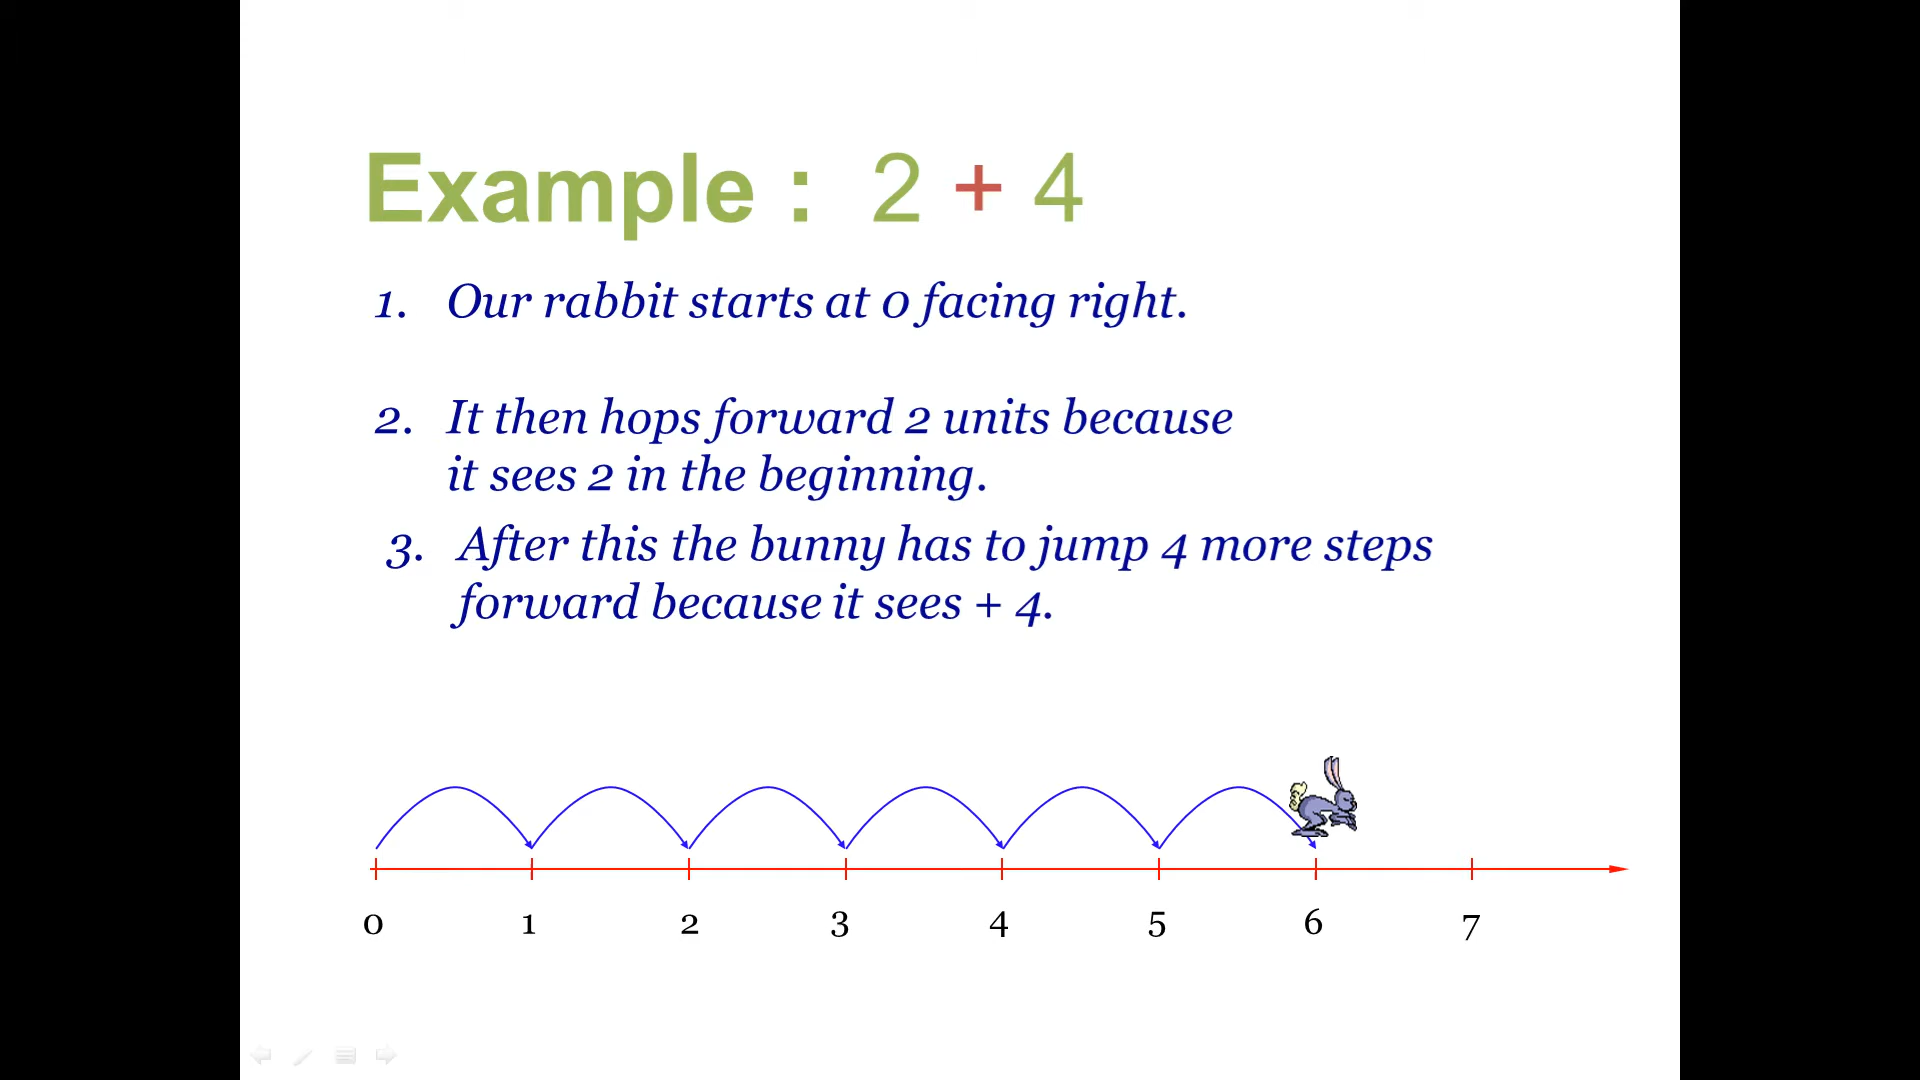 Example : 2 + 4
1. Our rabbit starts at 0 facing right.
2. It then hops forward 2 units because
it sees 2 in the beginning.
3. After this the bunny has to jump 4 more steps
forward because it sees + 4.
0 1 2 3 4 5 6 7